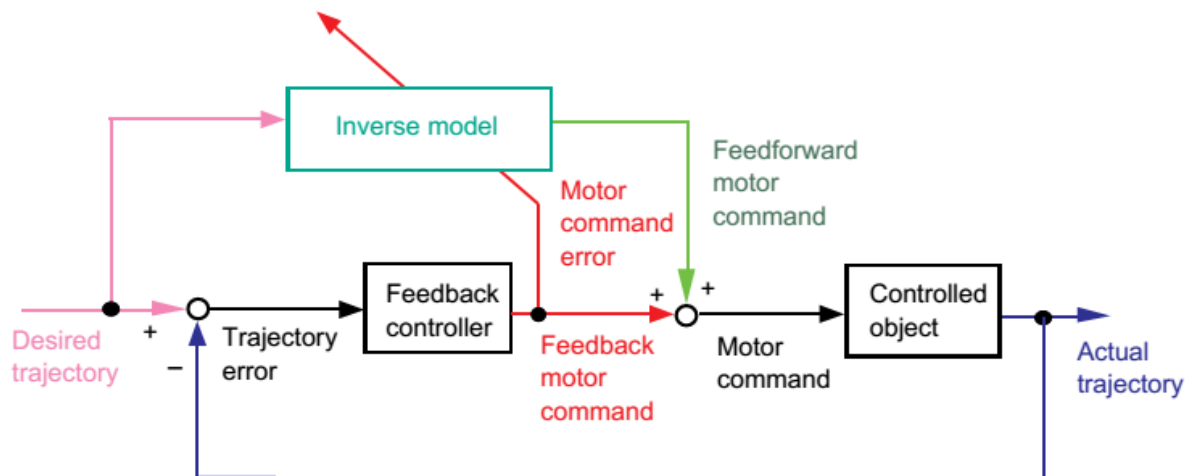 Inverse model
Feedforward
motor
command
Motor
command
error
Feedback
controller
Controlled
object
+
+
+
−
Desired
trajectory
Trajectory
error
Feedback
motor
command
Motor
command
Actual
trajectory